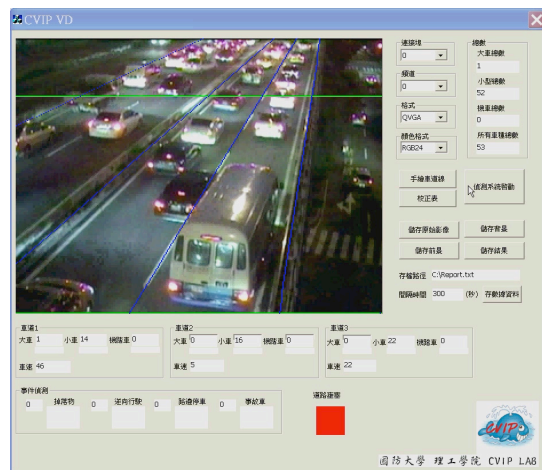 CVIP VD
連接埠
0
頻道
0
格式
QVGA
顏色格式
RGB24
總數
大車總數
1
小型總數
52
機車總數
0
所有車種總數
53
手繪車道線
校正表
偵測系統啓動
儲存原始影像
儲存背景
儲存前景
儲存結果
存檔路徑 C:\Report.txt
間隔時間 300 (秒) 存數據資料
車道1
大車 1 小車 14 機踏車 0
車速 46
車道2
大車 0 小車 16 機踏車 0
車速 5
車道3
大車 0 小車 22 機踏車 0
車速 22
事件偵測
0 掉落物 0 逆向行駛 0 路邊停車 0 事故車
道路壅塞
CVIP
國防大學 理工學院 CVIP LAB